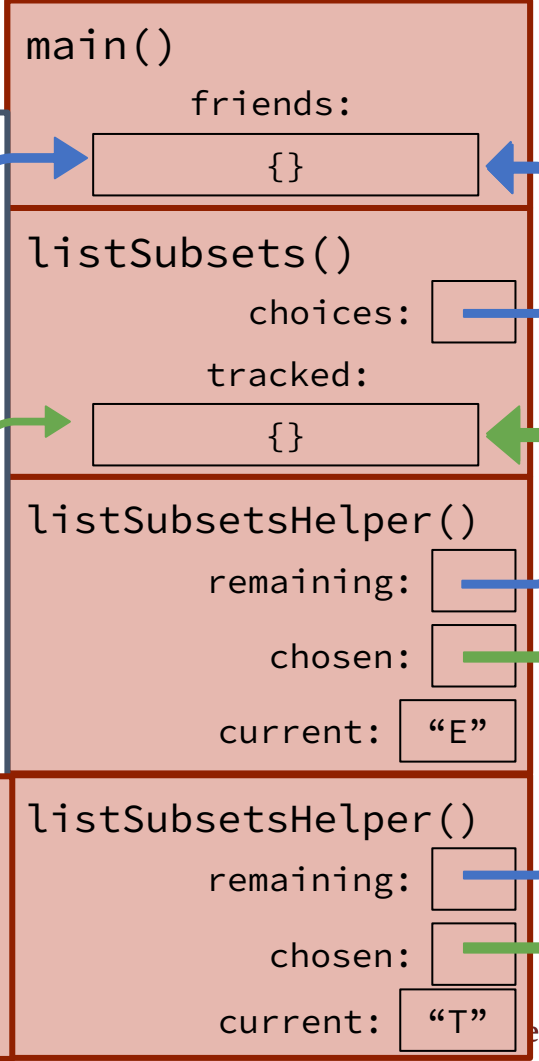 main()
friends:
{}
listSubsets()
choices:
tracked:
{}
listSubsetsHelper()
remaining:
chosen:
current: “E”
listSubsetsHelper()
remaining:
chosen:
current: “T”